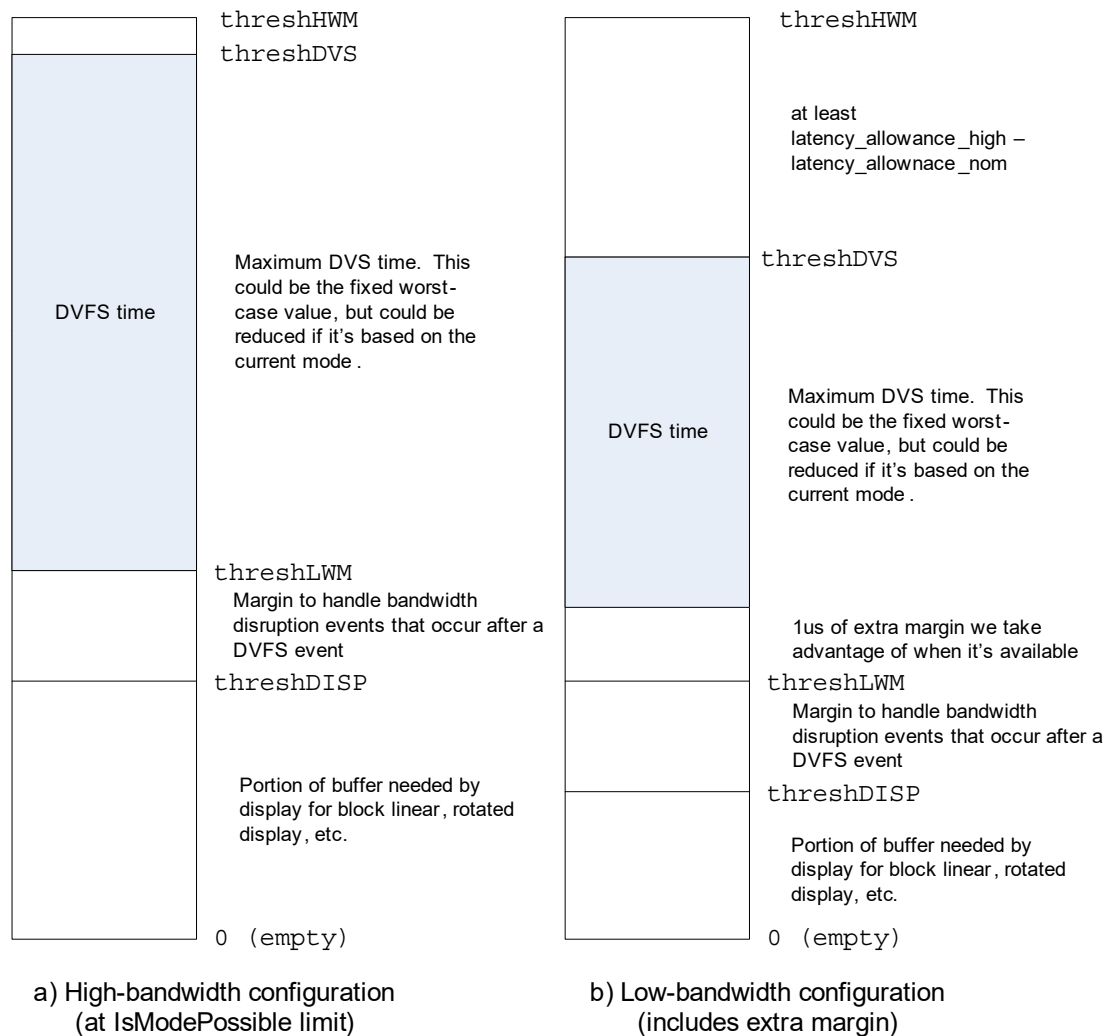 threshHWM
threshDVS
DVFS time
Maximum DVS time. This
could be the fixed worst-
case value, but could be
reduced if it's based on the
current mode .
threshLWM
Margin to handle bandwidth
disruption events that occur after a
DVFS event
threshDISP
Portion of buffer needed by
display for block linear, rotated
display, etc.
0 (empty)
a) High-bandwidth configuration
(at IsModePossible limit)
threshHWM
at least
latency_allowance_high –
latency_allownace_nom
threshDVS
DVFS time
Maximum DVS time. This
could be the fixed worst-
case value, but could be
reduced if it's based on the
current mode .
1us of extra margin we take
advantage of when it's available
threshLWM
Margin to handle bandwidth
disruption events that occur after a
DVFS event
threshDISP
Portion of buffer needed by
display for block linear, rotated
display, etc.
0 (empty)
b) Low-bandwidth configuration
(includes extra margin)